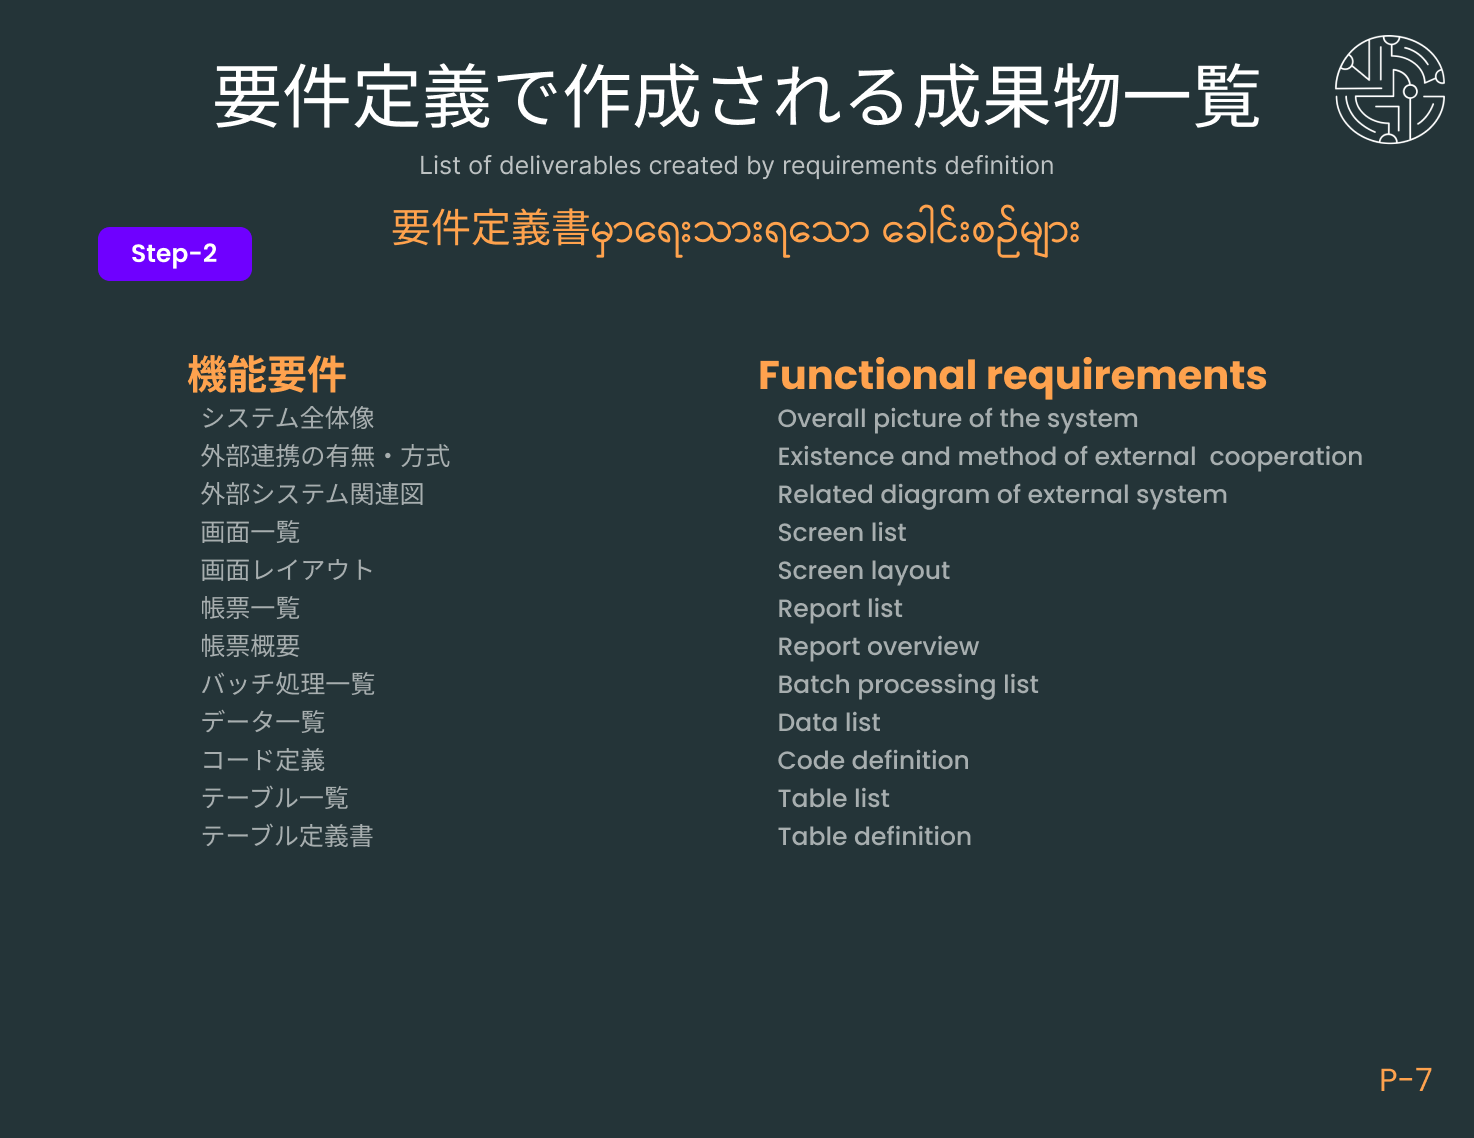 要件定義で作成される成果物一覧
List of deliverables created by requirements definition
要件定義書မှာရေးသားရသော ခေါင်းစဉ်များ
Step-2
機能要件
システム全体像
外部連携の有無・方式
外部システム関連図
画面一覧
画面レイアウト
帳票一覧
帳票概要
バッチ処理一覧
データ一覧
コード定義
テーブル一覧
テーブル定義書
Functional requirements
Overall picture of the system
Existence and method of external  cooperation
Related diagram of external system
Screen list
Screen layout
Report list
Report overview
Batch processing list
Data list
Code definition
Table list
Table definition
P-7